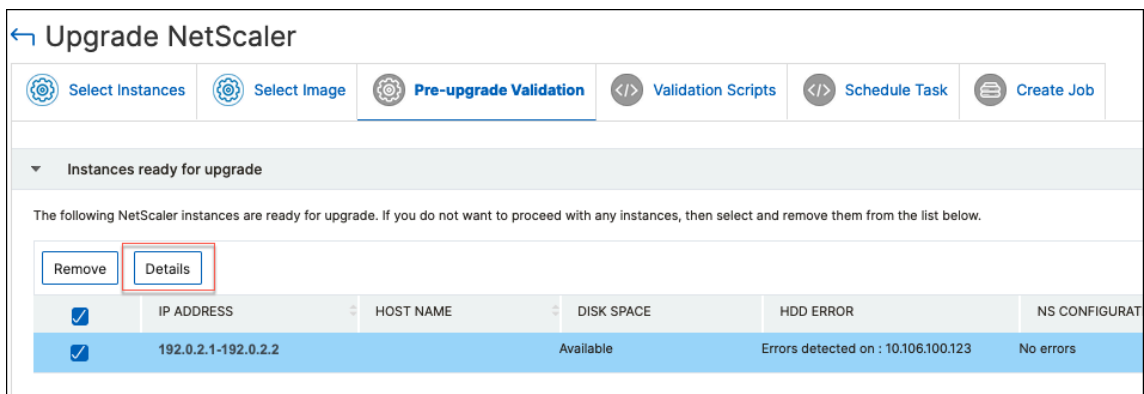 Upgrade NetScaler
Select Instances
Select Image
Pre-upgrade Validation
Validation Scripts
Schedule Task
Create Job
Instances ready for upgrade
The following NetScaler instances are ready for upgrade. If you do not want to proceed with any instances, then select and remove them from the list below.
Remove Details
IP ADDRESS HOST NAME DISK SPACE HDD ERROR NS CONFIGURAT
192.0.2.1-192.0.2.2 Available Errors detected on : 10.106.100.123 No errors